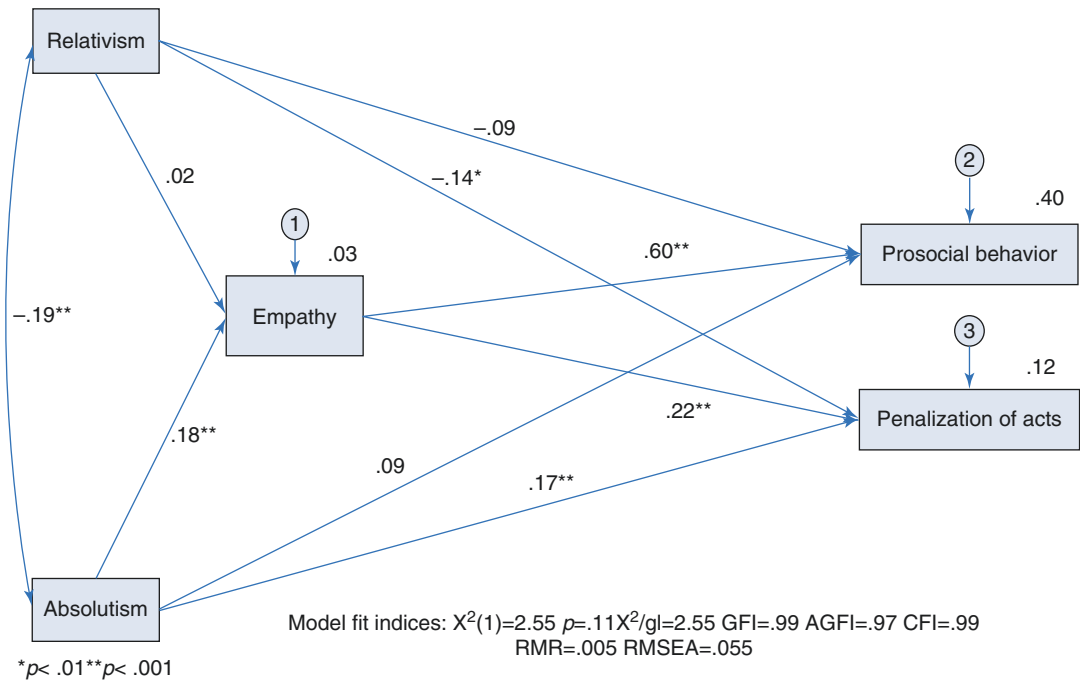 Relativism
–.09
2
–.14*
.02
.40
1
.60**
Prosocial behavior
.03
Empathy
–.19**
3
.12
.22**
Penalization of acts
.18**
.09
.17**
Absolutism
Model fit indices: X²(1)=2.55 p=.11X²/gl=2.55 GFI=.99 AGFI=.97 CFI=.99
RMR=.005 RMSEA=.055
*p< .01**p< .001